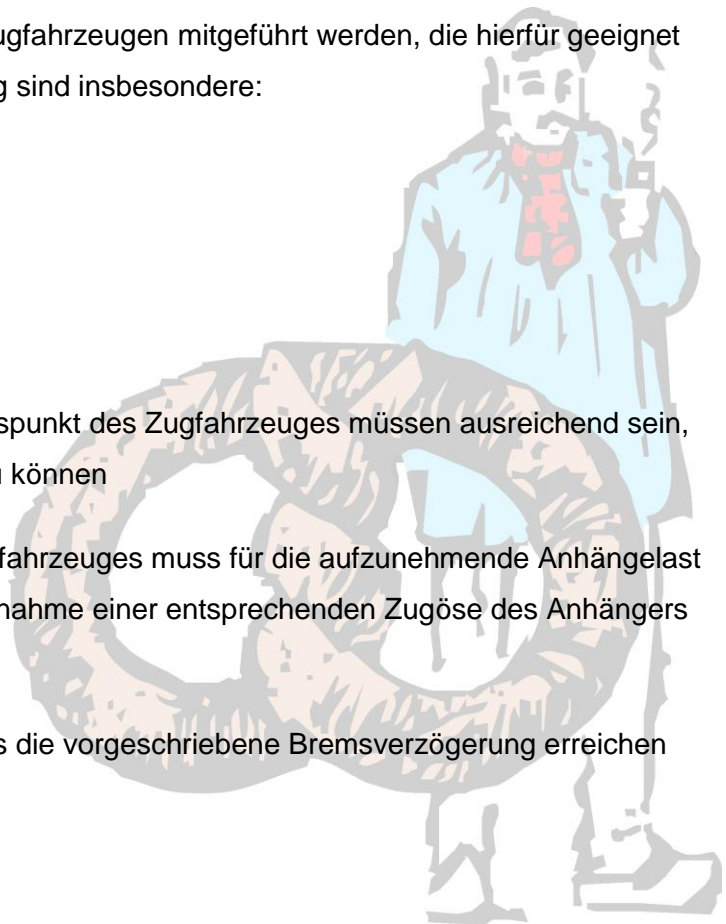 ugfahrzeugen mitgeführt werden, die hierfür geeignet
g sind insbesondere:
spunkt des Zugfahrzeuges müssen ausreichend sein,
u können
fahrzeuges muss für die aufzunehmende Anhängelast
nahme einer entsprechenden Zugöse des Anhängers
s die vorgeschriebene Bremsverzögerung erreichen